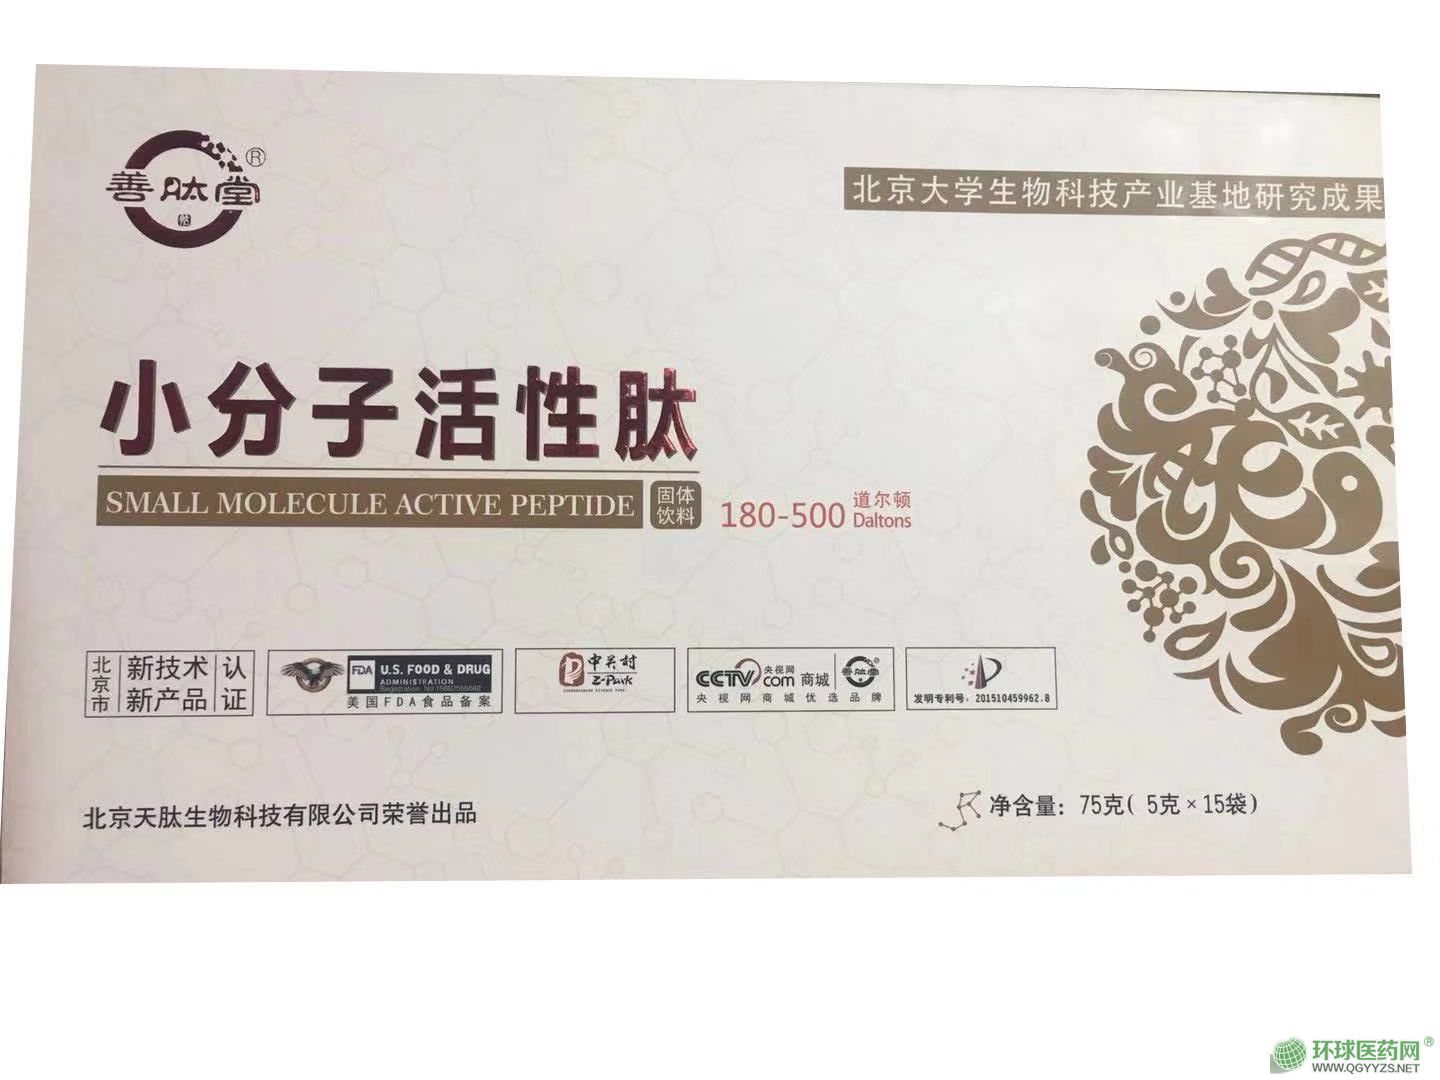 善肽堂®
北京大学生物科技产业基地研究成果
小分子活性肽
SMALL MOLECULE ACTIVE PEPTIDE
固体
饮料
180-500
道尔顿
Daltons
北京市
新技术
新产品
认证
FDA
U.S. FOOD & DRUG
ADMINISTRATION
美国FDA食品备案
中关村
Z-Park
CCTV.com
央视网
商城
善肽堂®
央视网商城优选品牌
发明专利号：201510459962.8
北京天肽生物科技有限公司荣誉出品
净含量：75克（5克×15袋）
环球医药网®
WWW.QGYYZS.NET